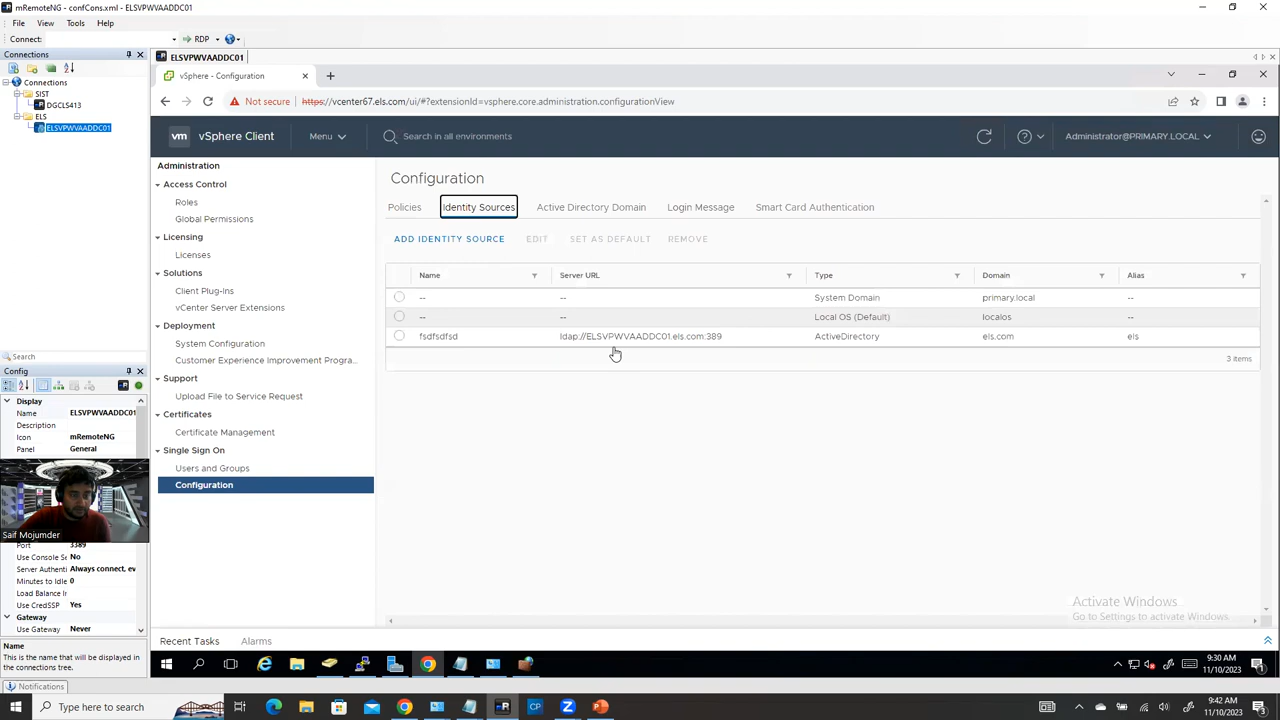 mRemoteNG - confCons.xml - ELSVPWVAADDC01
File View Tools Help
Connect: RDP
Connections
Connections
SIST
DGCLS413
ELS
ELSVPWVAADDC01
Config
Display
Name ELSVPWVAADDC01
Description
Icon mRemoteNG
Panel General
Saif Mojumder
Port 3389
Use Console Se No
Server Authenti Always connect, ev
Minutes to Idle 0
Load Balance In
Use CredSSP Yes
Gateway
Use Gateway Never
Name
This is the name that will be displayed in the connections tree.
Notifications
ELSVPWVAADDC01
vSphere - Configuration
Not secure https://vcenter67.els.com/ui/#?extensionId=vsphere.core.administration.configurationView
vm vSphere Client Menu Search in all environments Administrator@PRIMARY.LOCAL
Administration
Access Control
Roles
Global Permissions
Licensing
Licenses
Solutions
Client Plug-Ins
vCenter Server Extensions
Deployment
System Configuration
Customer Experience Improvement Progra...
Support
Upload File to Service Request
Certificates
Certificate Management
Single Sign On
Users and Groups
Configuration
Configuration
Policies Identity Sources Active Directory Domain Login Message Smart Card Authentication
ADD IDENTITY SOURCE EDIT SET AS DEFAULT REMOVE
Name Server URL Type Domain Alias
-- -- System Domain primary.local --
-- -- Local OS (Default) localos --
fsdfsdfsd ldap://ELSVPWVAADDC01.els.com:389 ActiveDirectory els.com els
3 items
Activate Windows
Go to Settings to activate Windows.
Recent Tasks Alarms
9:30 AM
11/10/2023
Type here to search
9:42 AM
11/10/2023